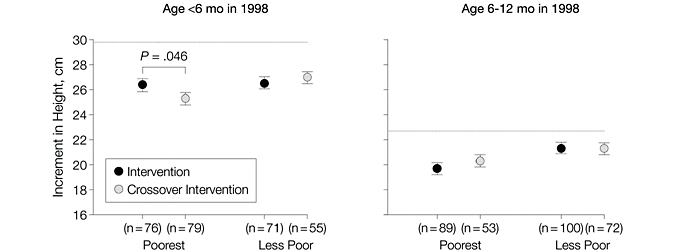 Age <6 mo in 1998
Age 6-12 mo in 1998
Increment in Height, cm
30
28
26
24
22
20
18
16
P = .046
Intervention
Crossover Intervention
(n=76) (n=79) (n=71) (n=55)
Poorest Less Poor
(n=89) (n=53) (n=100) (n=72)
Poorest Less Poor